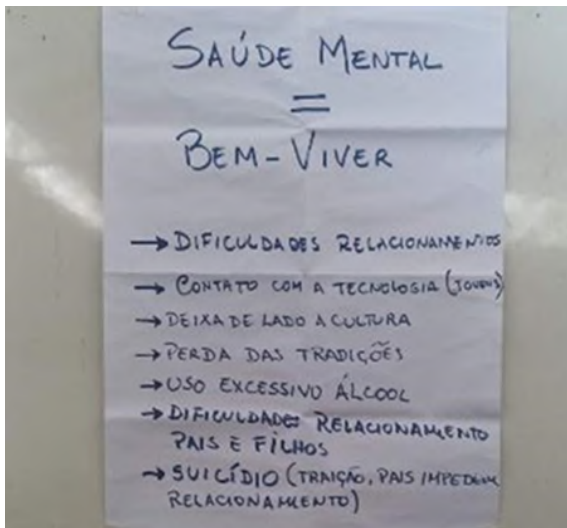 SAÚDE MENTAL
=
BEM-VIVER
→ DIFICULDADES RELACIONAMENTOS
→ CONTATO COM A TECNOLOGIA (JOVENS)
→ DEIXA DE LADO A CULTURA
→ PERDA DAS TRADIÇÕES
→ USO EXCESSIVO ÁLCOOL
→ DIFICULDADE RELACIONAMENTO
PAIS E FILHOS
→ SUICÍDIO (TRAIÇÃO, PAIS IMPEDEM
RELACIONAMENTO)